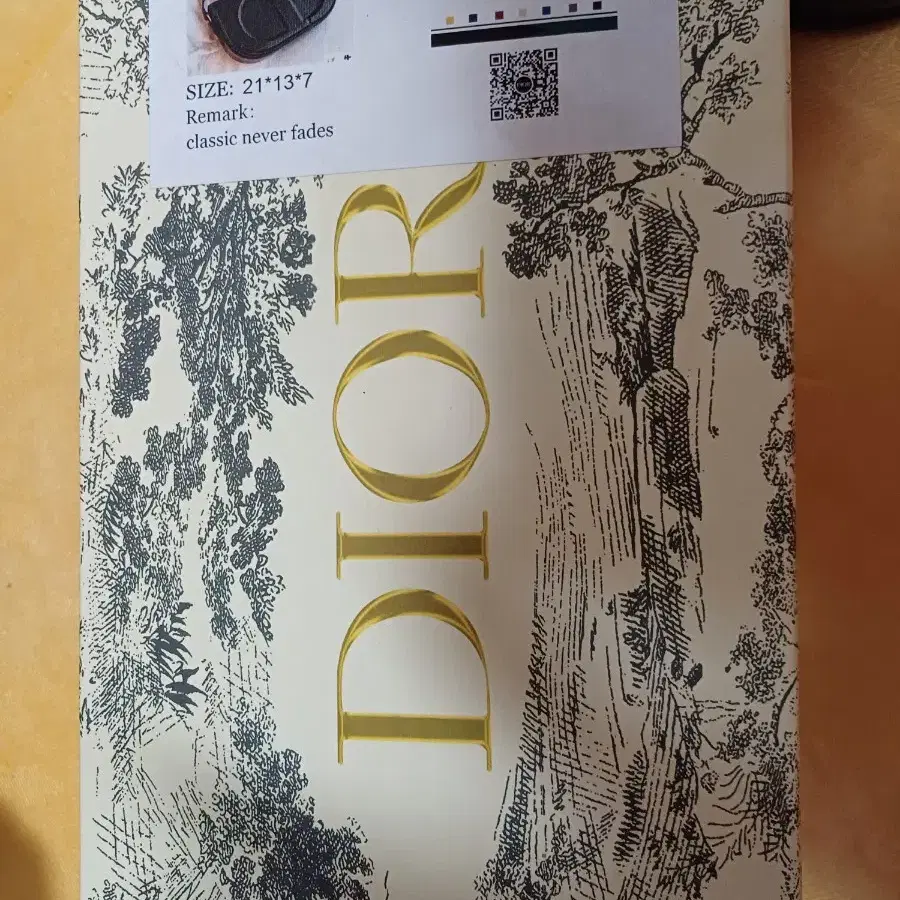 SIZE: 21*13*7
Remark:
classic never fades
DIOR